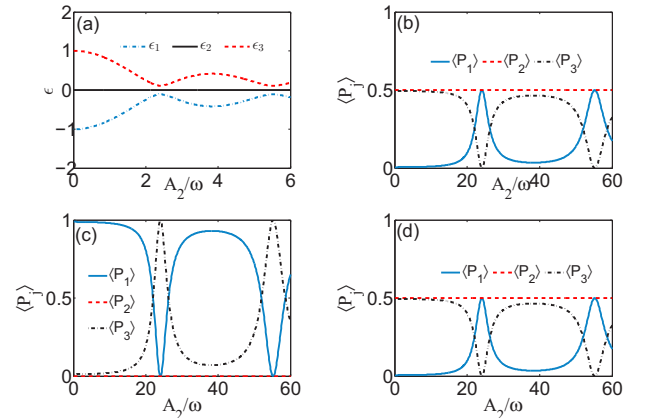 (a)
ϵ₁ ϵ₂ ϵ₃
2
1
0
−1
−2
ϵ
0 2 4 6
A₂/ω
(b)
⟨P₁⟩ ⟨P₂⟩ ⟨P₃⟩
1
0.5
0
⟨Pⱼ⟩
0 20 40 60
A₂/ω
(c)
⟨P₁⟩
⟨P₂⟩
⟨P₃⟩
1
0.5
0
⟨Pⱼ⟩
0 20 40 60
A₂/ω
(d)
⟨P₁⟩ ⟨P₂⟩ ⟨P₃⟩
1
0.5
0
⟨Pⱼ⟩
0 20 40 60
A₂/ω